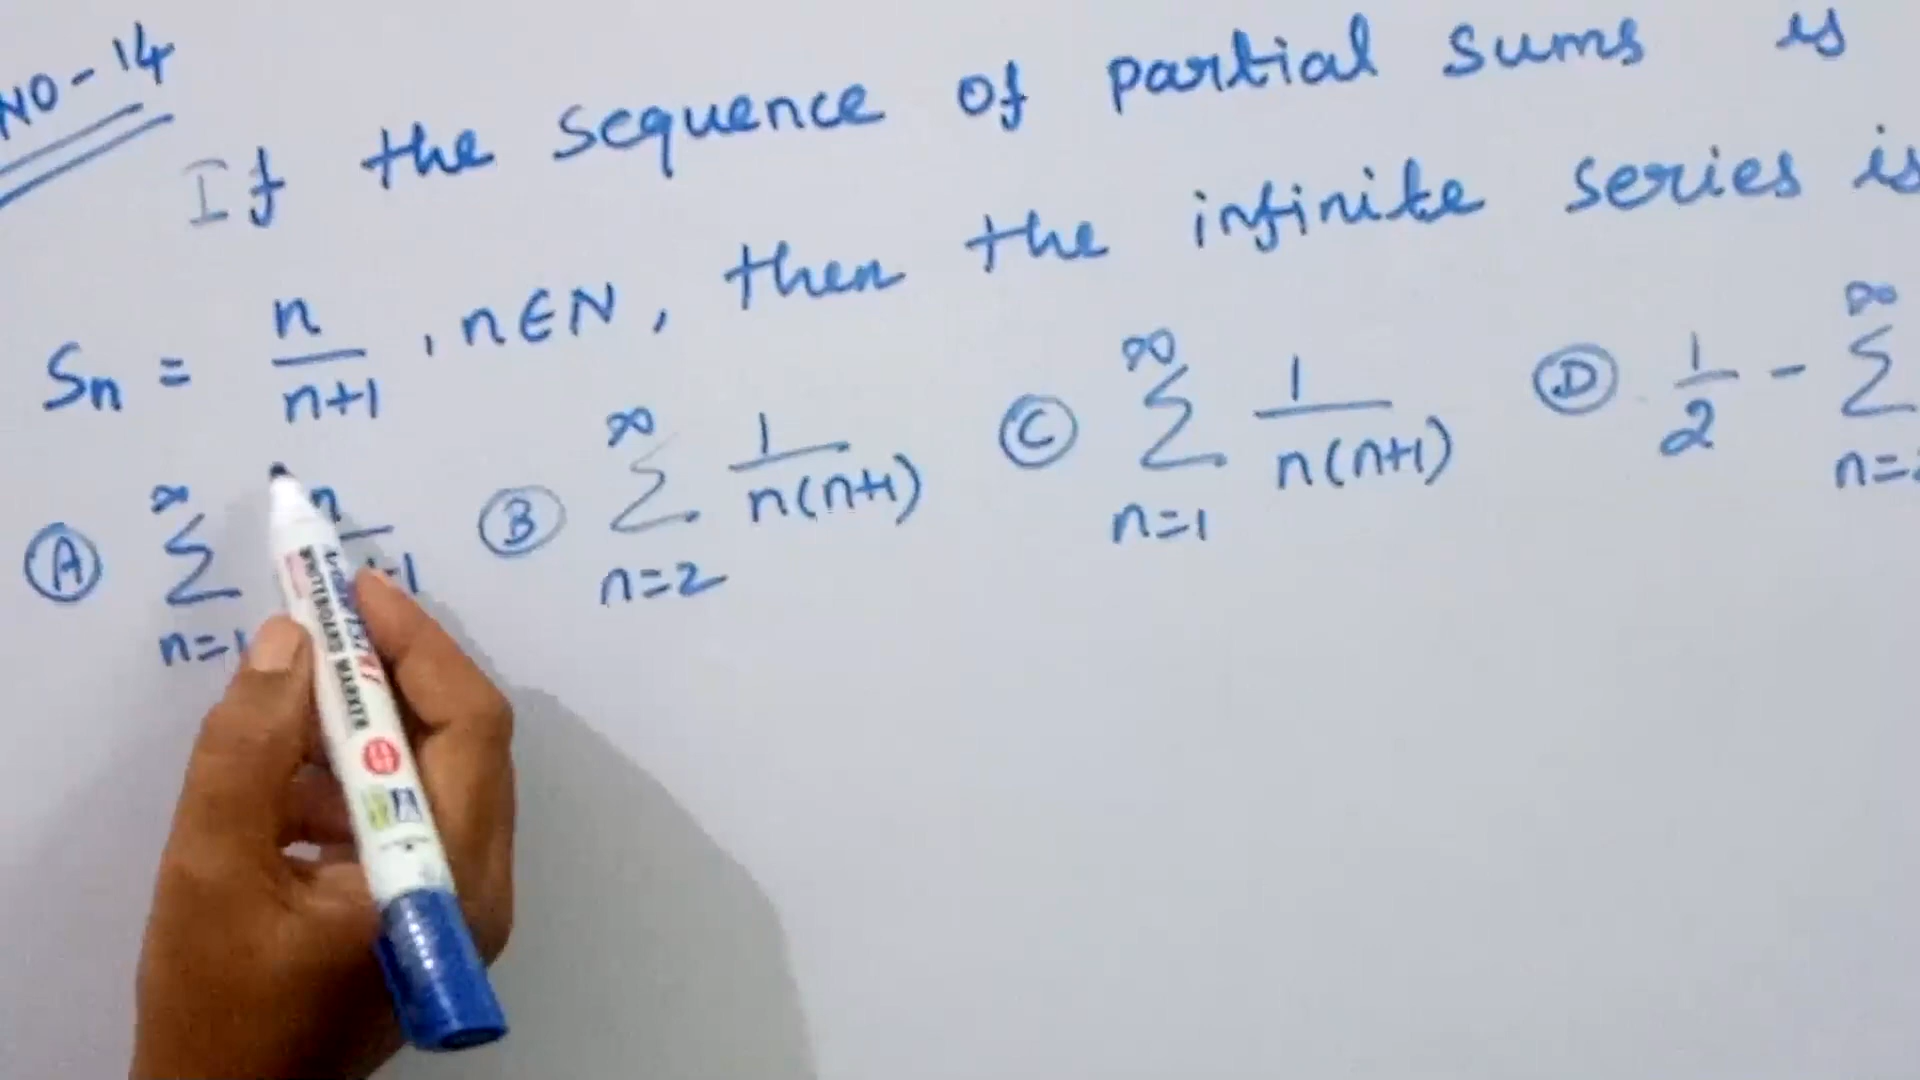 NO-14
If the sequence of partial sums is
Sn = n/n+1 , n∈N, then the infinite series is
Ⓐ ∞ Σ n=1 n Ⓑ ∞ Σ n=2 1/n(n+1) Ⓒ ∞ Σ n=1 1/n(n+1) Ⓓ 1/2 - ∞ Σ n=